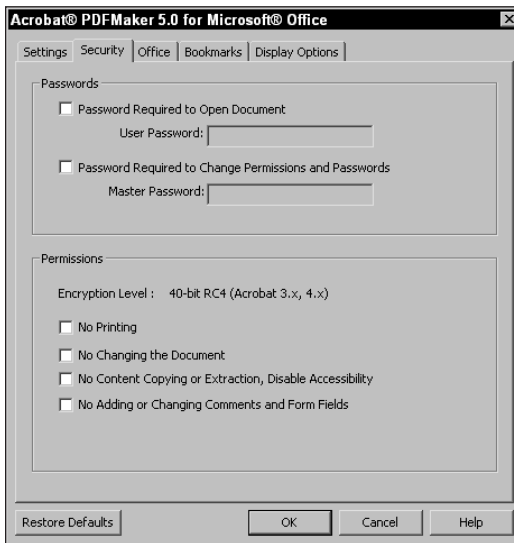 Acrobat® PDFMaker 5.0 for Microsoft® Office
Settings Security Office Bookmarks Display Options
Passwords
Password Required to Open Document
User Password:
Password Required to Change Permissions and Passwords
Master Password:
Permissions
Encryption Level : 40-bit RC4 (Acrobat 3.x, 4.x)
No Printing
No Changing the Document
No Content Copying or Extraction, Disable Accessibility
No Adding or Changing Comments and Form Fields
Restore Defaults OK Cancel Help